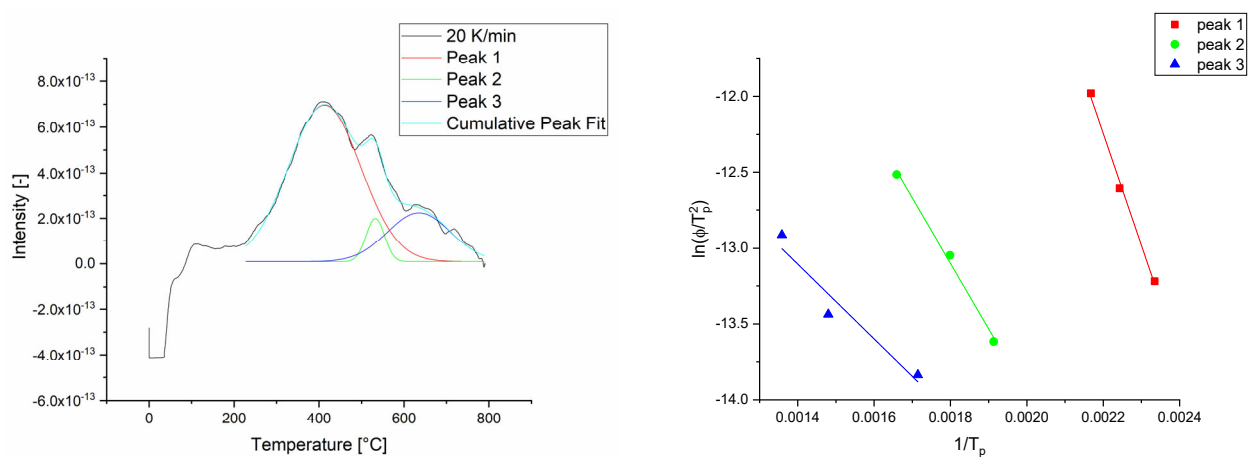 20 K/min
Peak 1
Peak 2
Peak 3
Cumulative Peak Fit
8.0x10⁻¹³
6.0x10⁻¹³
4.0x10⁻¹³
2.0x10⁻¹³
0.0
-2.0x10⁻¹³
-4.0x10⁻¹³
-6.0x10⁻¹³
Intensity [-]
0 200 400 600 800
Temperature [°C]
peak 1
peak 2
peak 3
-12.0
-12.5
-13.0
-13.5
-14.0
ln(ϕ/Tₚ²)
0.0014 0.0016 0.0018 0.0020 0.0022 0.0024
1/Tₚ